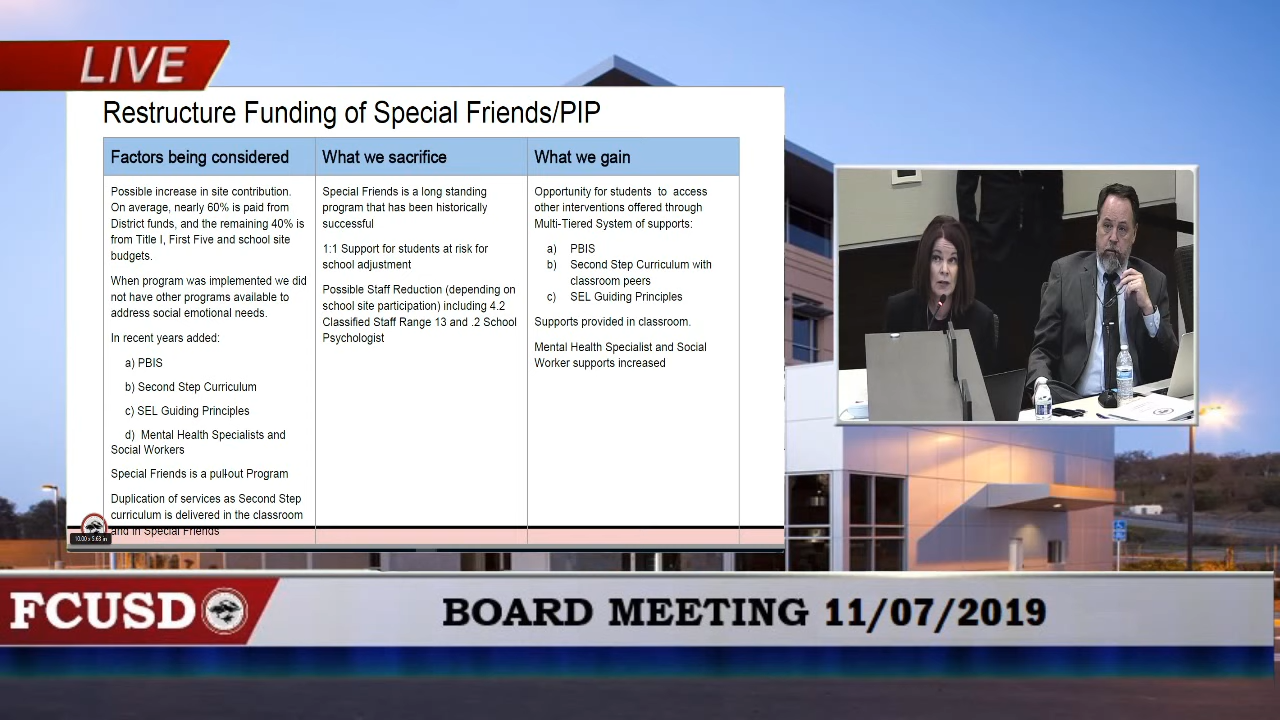 LIVE
Restructure Funding of Special Friends/PIP
Factors being considered
Possible increase in site contribution.
On average, nearly 60% is paid from
District funds, and the remaining 40% is
from Title I, First Five and school site
budgets.
When program was implemented we did
not have other programs available to
address social emotional needs.
In recent years added:
a) PBIS
b) Second Step Curriculum
c) SEL Guiding Principles
d) Mental Health Specialists and
Social Workers
Special Friends is a pull-out Program
Duplication of services as Second Step
curriculum is delivered in the classroom
and in Special Friends
What we sacrifice
Special Friends is a long standing
program that has been historically
successful
1:1 Support for students at risk for
school adjustment
Possible Staff Reduction (depending on
school site participation) including 4.2
Classified Staff Range 13 and .2 School
Psychologist
What we gain
Opportunity for students to access
other interventions offered through
Multi-Tiered System of supports:
a) PBIS
b) Second Step Curriculum with
classroom peers
c) SEL Guiding Principles
Supports provided in classroom.
Mental Health Specialist and Social
Worker supports increased
10.00 x 5.63 in
FCUSD
BOARD MEETING 11/07/2019